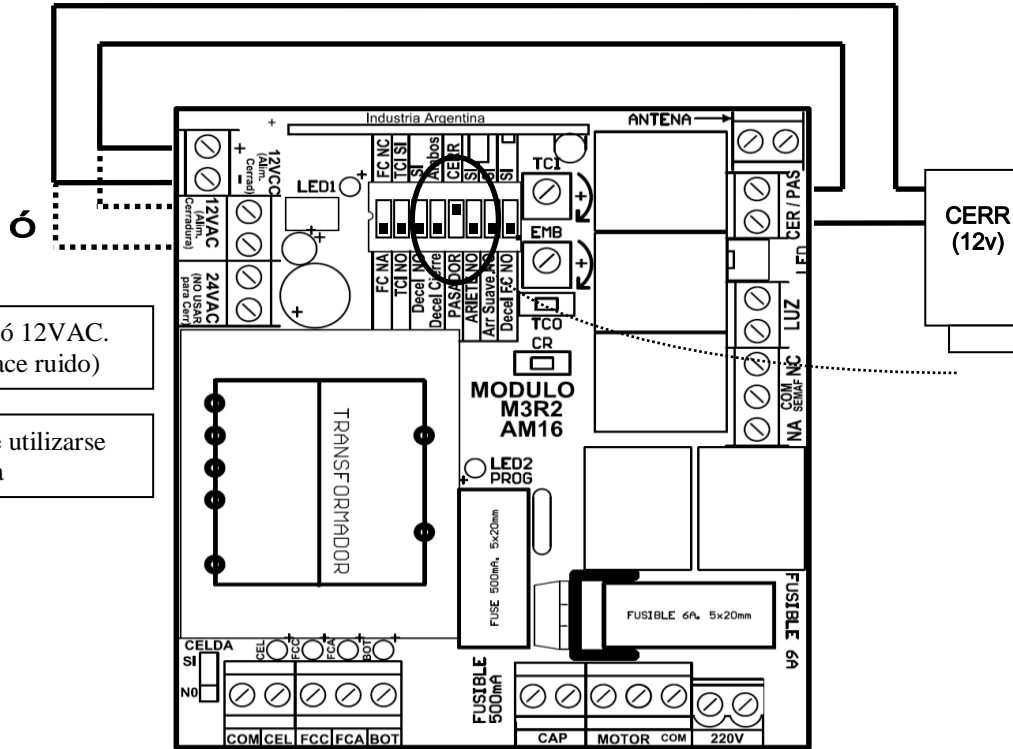 Industria Argentina
ANTENA
+
12VCC
(Alim.
Cerrad)
+
-
12VAC
(Alim.
Cerradura)
24VAC
(NO USAR
para Cerr)
Ó
LED1
FC NC
TCI SI
SI
Ambos
CERR
SI
SI
SI
FC NA
TCI NO
Decel NO
Decel Cierre
PASADOR
ARIETE NO
Arr Suave NO
Decel FC NO
TCI
+
EMB
+
TCO
CR
CER / PAS
LED
LUZ
NC
COM
SEMAF
NA
CERR
(12v)
ó 12VAC.
ace ruido)
utilizarse
a
MODULO
M3R2
AM16
TRANSFORMADOR
LED2
PROG
FUSE 500mA. 5x20mm
FUSIBLE 6A. 5x20mm
FUSIBLE 6A
FUSIBLE
500mA
CELDA
SI
NO
CEL
FCC
FCA
BOT
COM
CEL
FCC
FCA
BOT
CAP
MOTOR
COM
220V